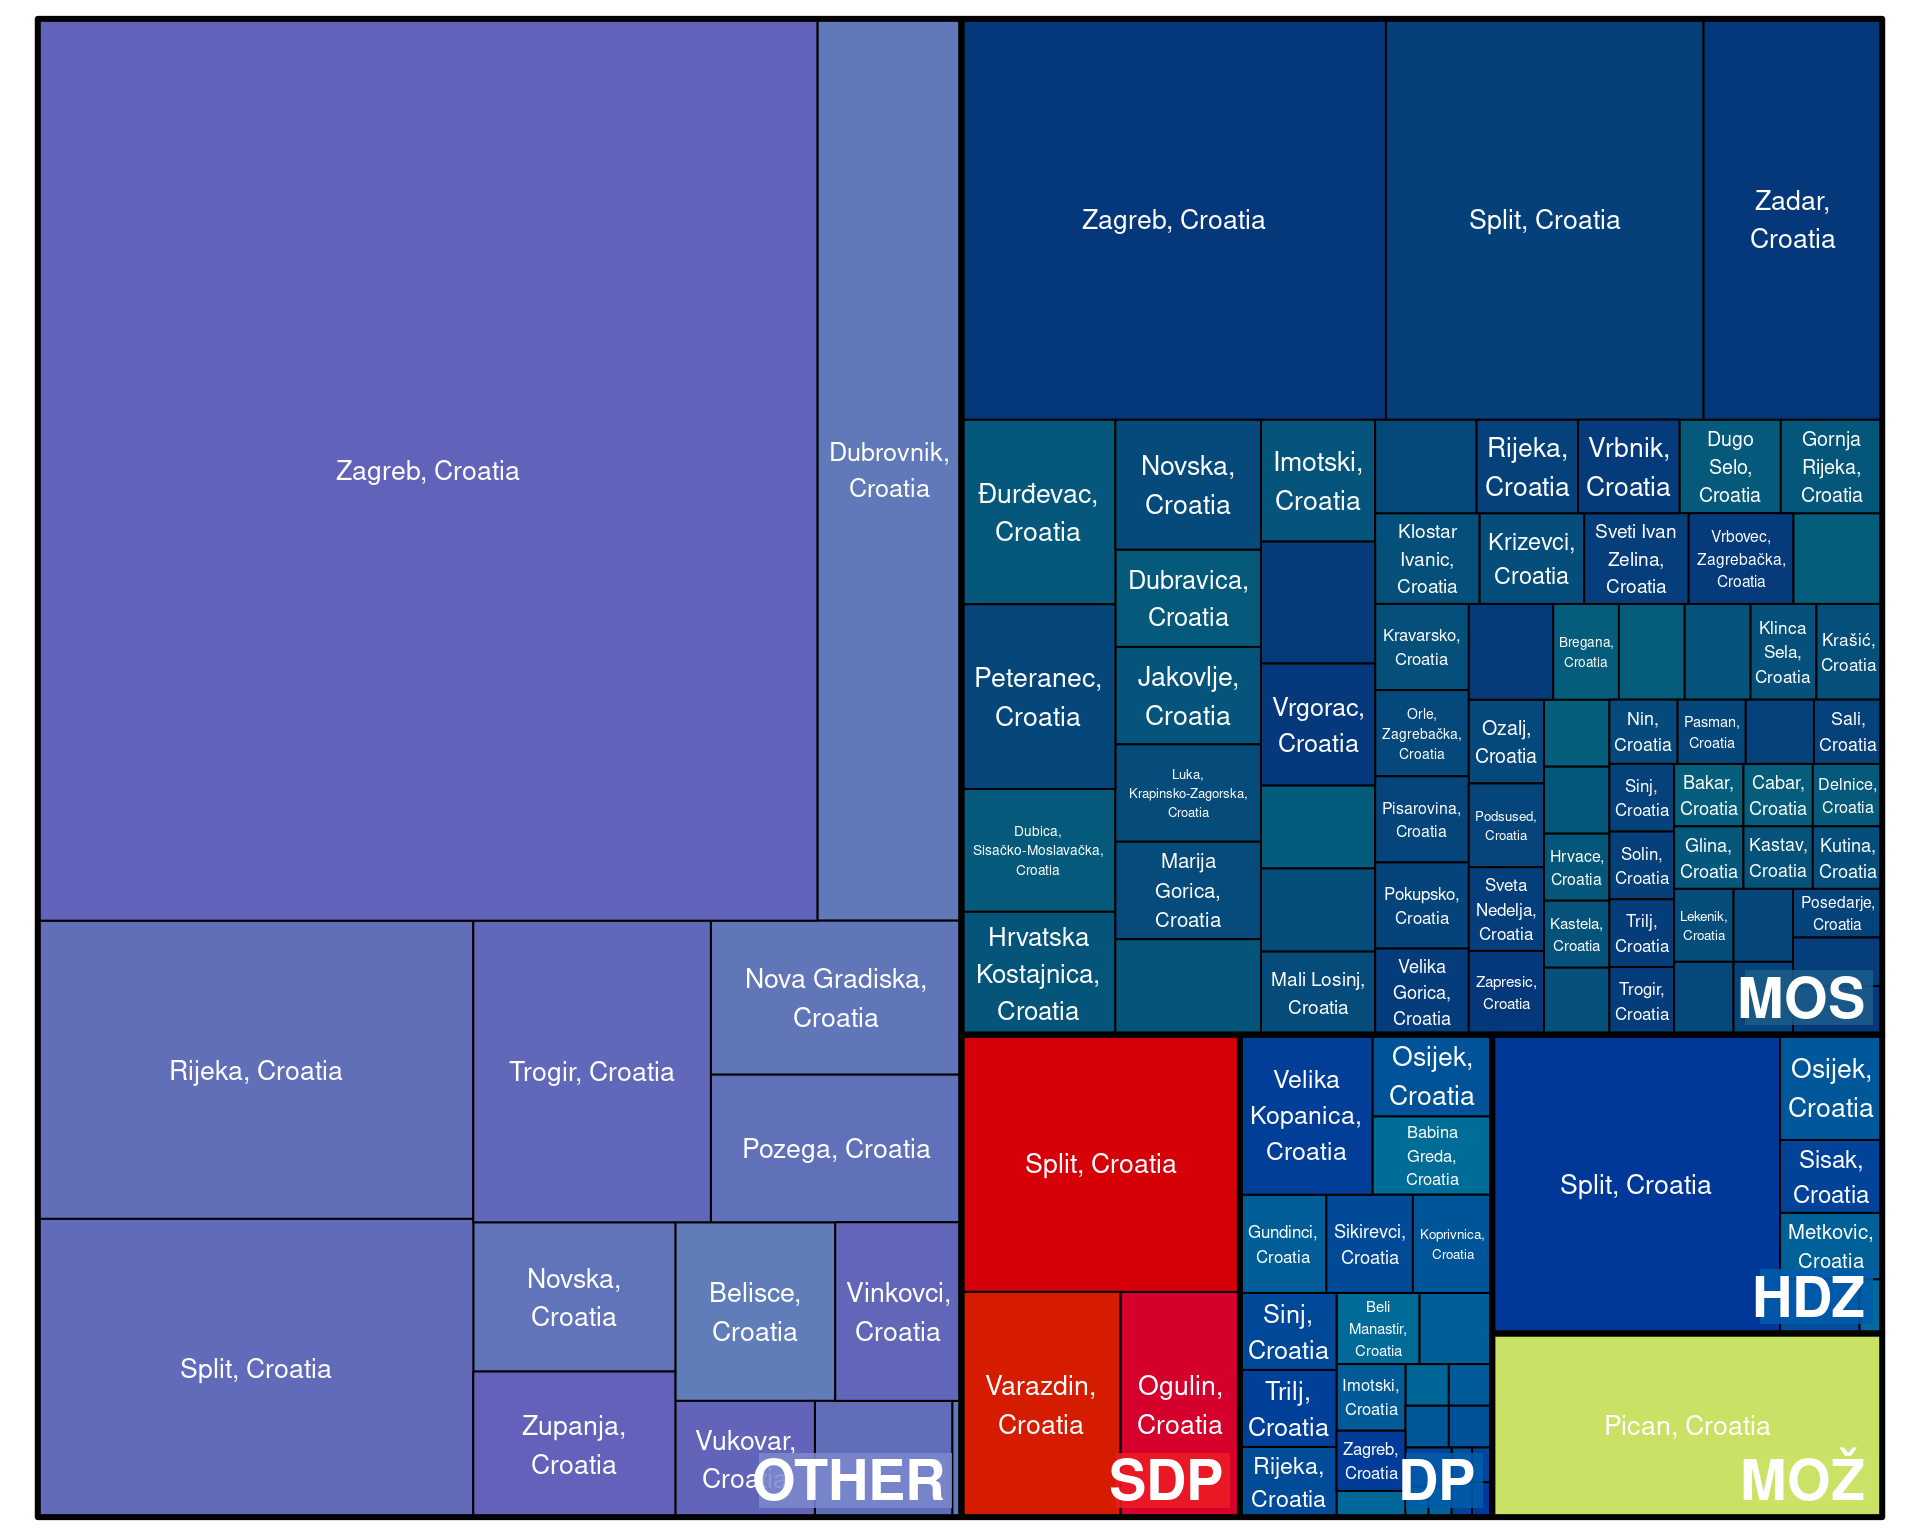 Zagreb, Croatia
Dubrovnik,
Croatia
Rijeka, Croatia
Trogir, Croatia
Nova Gradiska,
Croatia
Pozega, Croatia
Split, Croatia
Novska,
Croatia
Zupanja,
Croatia
Belisce,
Croatia
Vinkovci,
Croatia
Vukovar,
Croatia
OTHER
Zagreb, Croatia
Split, Croatia
Zadar,
Croatia
Đurđevac,
Croatia
Peteranec,
Croatia
Dubica,
Sisačko-Moslavačka,
Croatia
Hrvatska
Kostajnica,
Croatia
Novska,
Croatia
Dubravica,
Croatia
Jakovlje,
Croatia
Luka,
Krapinsko-Zagorska,
Croatia
Marija
Gorica,
Croatia
Imotski,
Croatia
Vrgorac,
Croatia
Mali Losinj,
Croatia
Rijeka,
Croatia
Vrbnik,
Croatia
Dugo
Selo,
Croatia
Gornja
Rijeka,
Croatia
Klostar
Ivanic,
Croatia
Krizevci,
Croatia
Sveti Ivan
Zelina,
Croatia
Vrbovec,
Zagrebačka,
Croatia
Kravarsko,
Croatia
Orle,
Zagrebačka,
Croatia
Pisarovina,
Croatia
Pokupsko,
Croatia
Velika
Gorica,
Croatia
Bregana,
Croatia
Klinca
Sela,
Croatia
Krašić,
Croatia
Ozalj,
Croatia
Podsused,
Croatia
Sveta
Nedelja,
Croatia
Zapresic,
Croatia
Hrvace,
Croatia
Kastela,
Croatia
Nin,
Croatia
Pasman,
Croatia
Sali,
Croatia
Sinj,
Croatia
Solin,
Croatia
Trilj,
Croatia
Trogir,
Croatia
Bakar,
Croatia
Cabar,
Croatia
Delnice,
Croatia
Glina,
Croatia
Kastav,
Croatia
Kutina,
Croatia
Lekenik,
Croatia
Posedarje,
Croatia
MOS
Split, Croatia
Varazdin,
Croatia
Ogulin,
Croatia
SDP
Velika
Kopanica,
Croatia
Osijek,
Croatia
Babina
Greda,
Croatia
Gundinci,
Croatia
Sikirevci,
Croatia
Koprivnica,
Croatia
Sinj,
Croatia
Trilj,
Croatia
Rijeka,
Croatia
Beli
Manastir,
Croatia
Imotski,
Croatia
Zagreb,
Croatia
DP
Split, Croatia
Osijek,
Croatia
Sisak,
Croatia
Metkovic,
Croatia
HDZ
Pican, Croatia
MOŽ